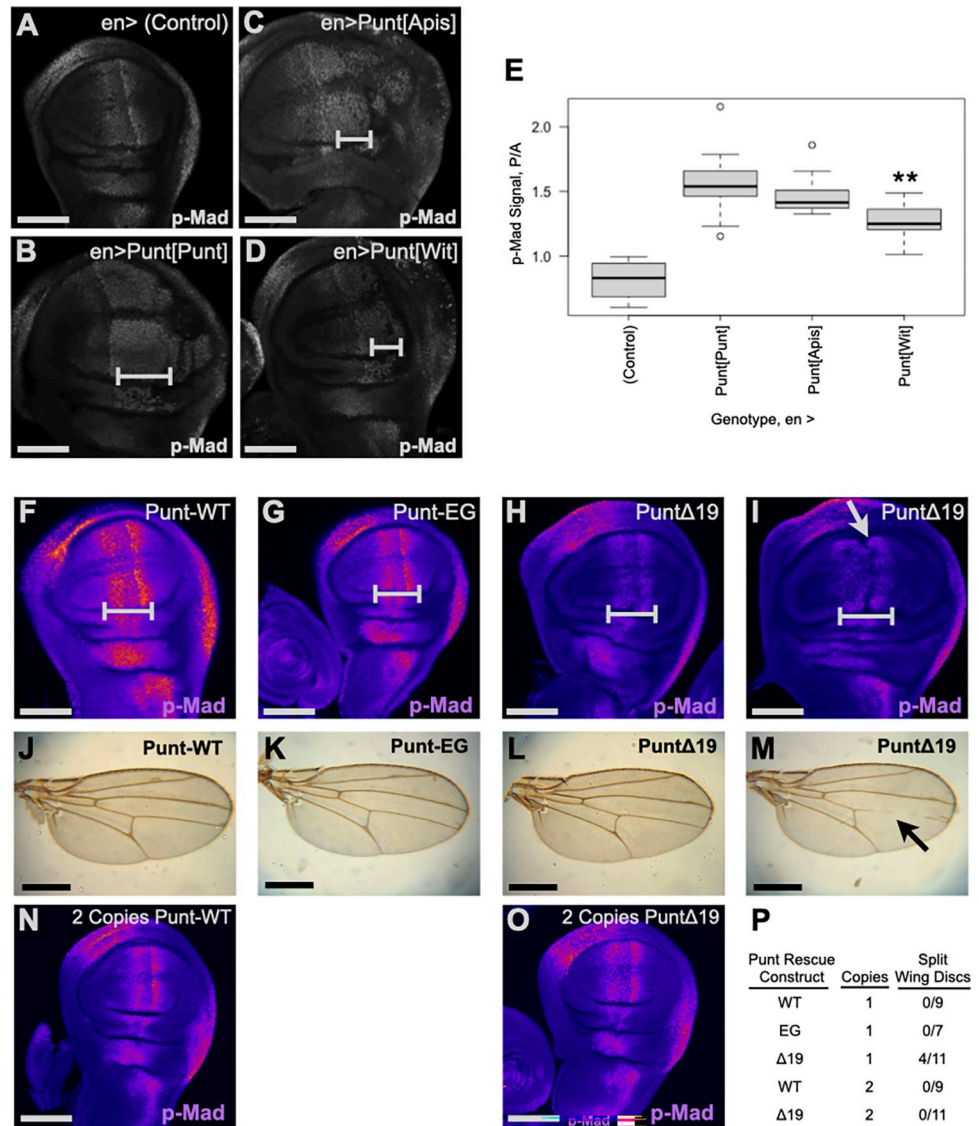 A
en> (Control)
p-Mad
C
en>Punt[Apis]
p-Mad
B
en>Punt[Punt]
p-Mad
D
en>Punt[Wit]
p-Mad
E
p-Mad Signal, P/A
2.0
1.5
1.0
**
(Control)
Punt[Punt]
Punt[Apis]
Punt[Wit]
Genotype, en >
F
Punt-WT
p-Mad
G
Punt-EG
p-Mad
H
PuntΔ19
p-Mad
I
PuntΔ19
p-Mad
J
Punt-WT
K
Punt-EG
L
PuntΔ19
M
PuntΔ19
N
2 Copies Punt-WT
p-Mad
O
2 Copies PuntΔ19
p-Mad
p-Mad
P
Punt Rescue Construct Copies Split Wing Discs
WT 1 0/9
EG 1 0/7
Δ19 1 4/11
WT 2 0/9
Δ19 2 0/11